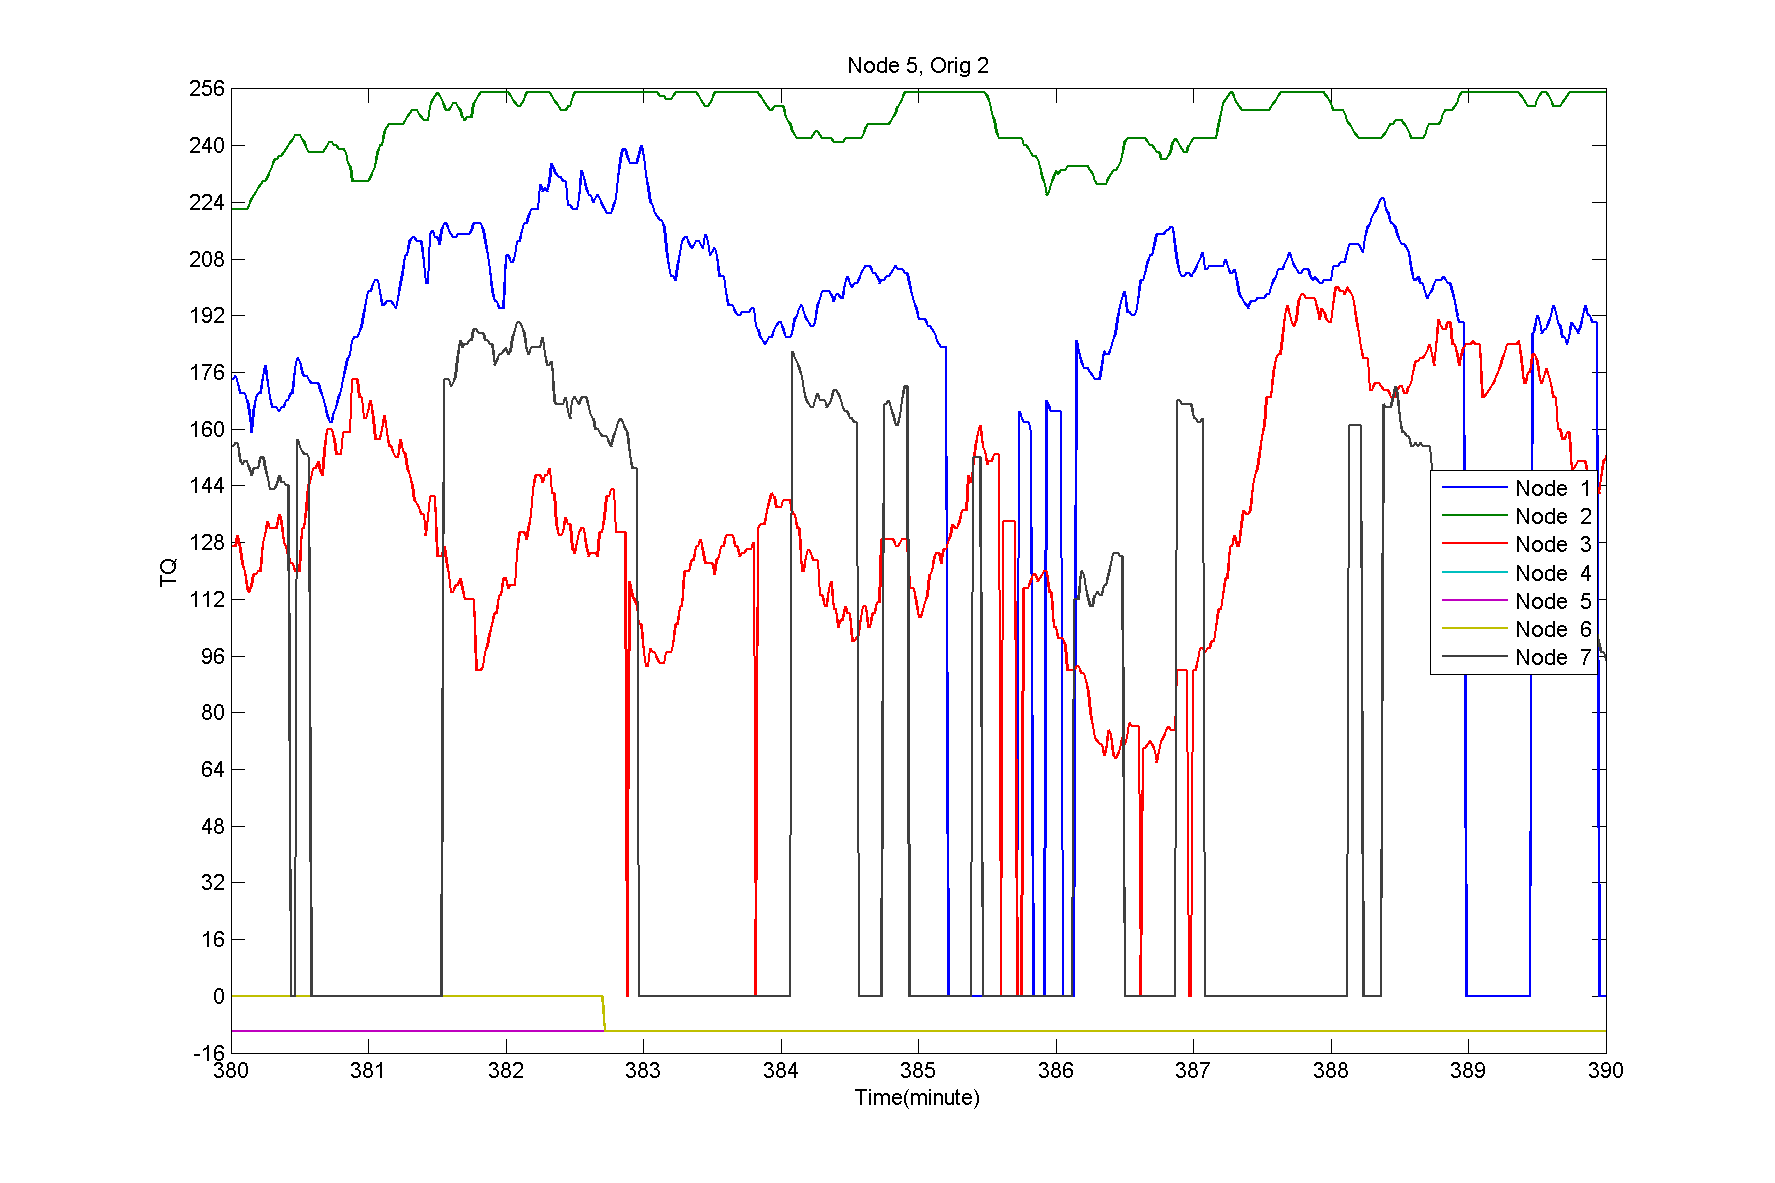 Node 5, Orig 2
256
240
224
208
192
176
160
144
128
112
96
80
64
48
32
16
0
-16
TQ
Node 1
Node 2
Node 3
Node 4
Node 5
Node 6
Node 7
380 381 382 383 384 385 386 387 388 389 390
Time(minute)